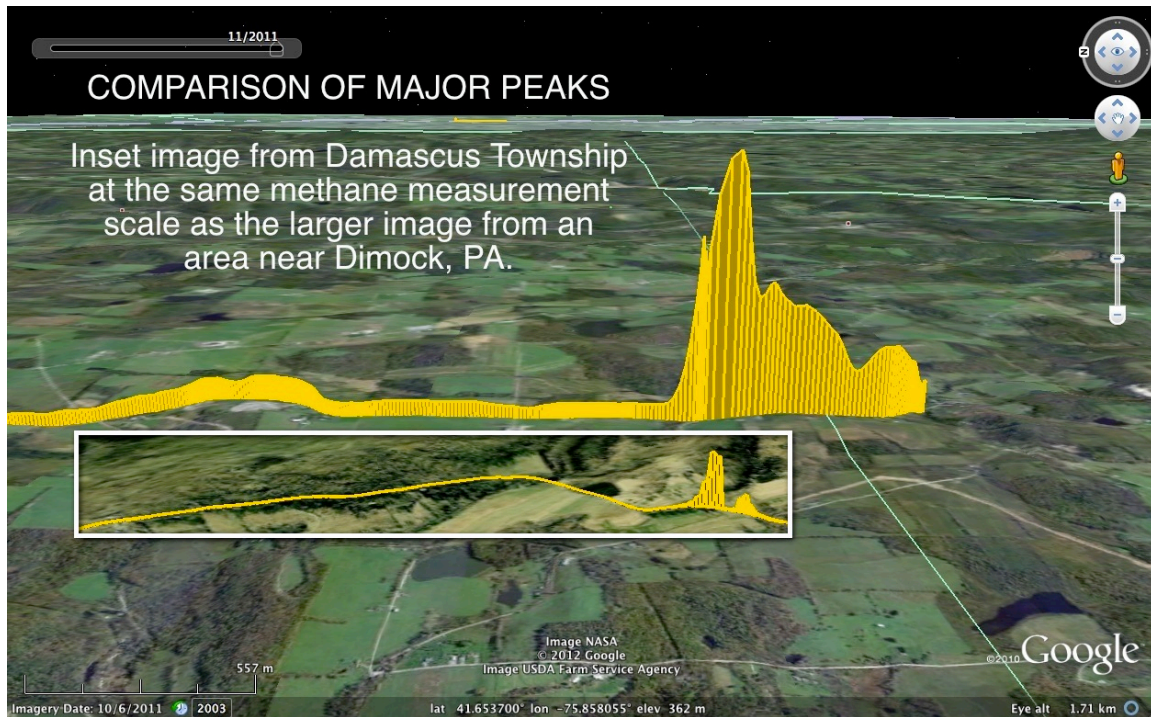 11/2011
COMPARISON OF MAJOR PEAKS
N
Inset image from Damascus Township
at the same methane measurement
scale as the larger image from an
area near Dimock, PA.
Image NASA
© 2012 Google
Image USDA Farm Service Agency
©2010 Google
557 m
Imagery Date: 10/6/2011 2003 lat 41.653700° lon -75.858055° elev 362 m Eye alt 1.71 km